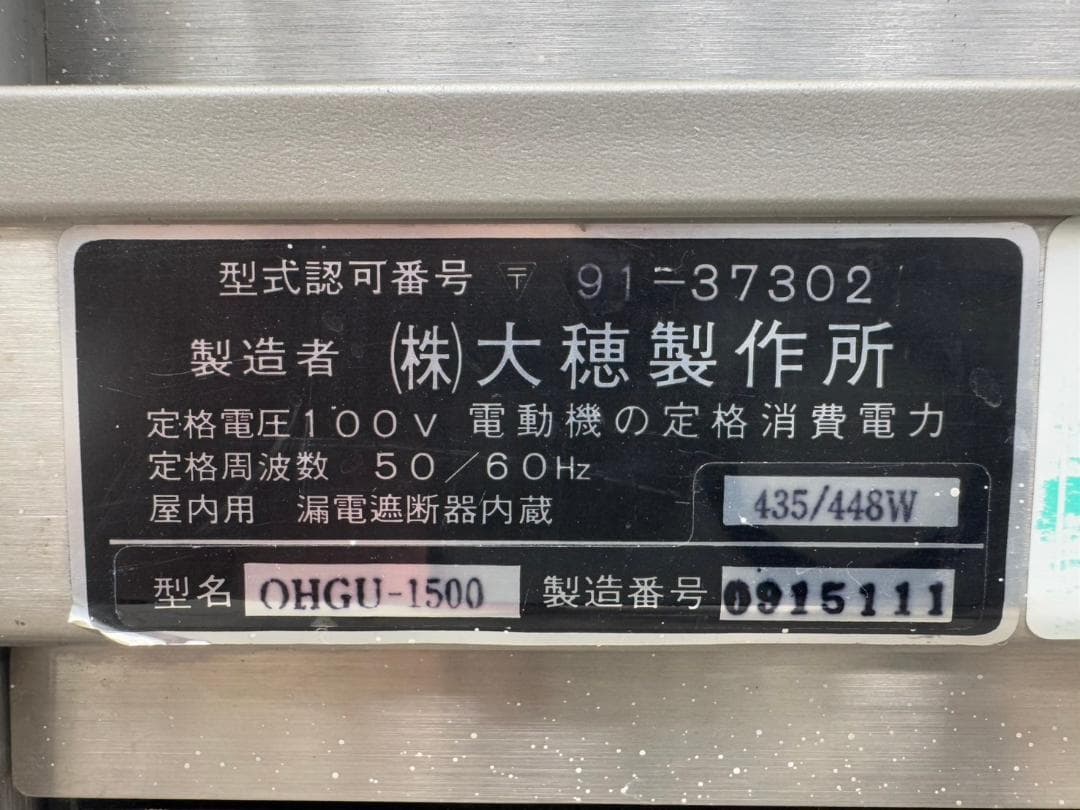 型式認可番号 〒 91-37302
製造者 (株)大穂製作所
定格電圧100V 電動機の定格消費電力
定格周波数 50/60Hz
屋内用 漏電遮断器内蔵 435/448W
型名 OHGU-1500 製造番号 0915111